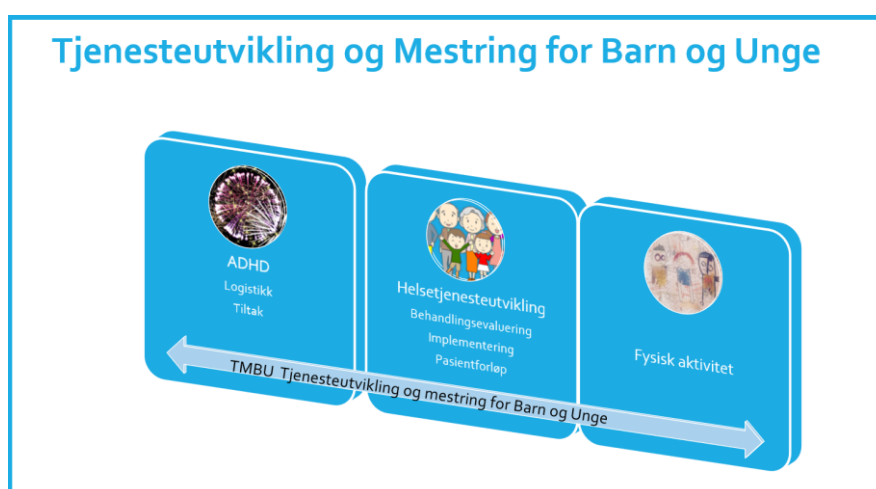 Tjenesteutvikling og Mestring for Barn og Unge
ADHD
Logistikk
Tiltak
Helsetjenesteutvikling
Behandlingsevaluering
Implementering
Pasientforløp
Fysisk aktivitet
TMBU Tjenesteutvikling og mestring for Barn og Unge